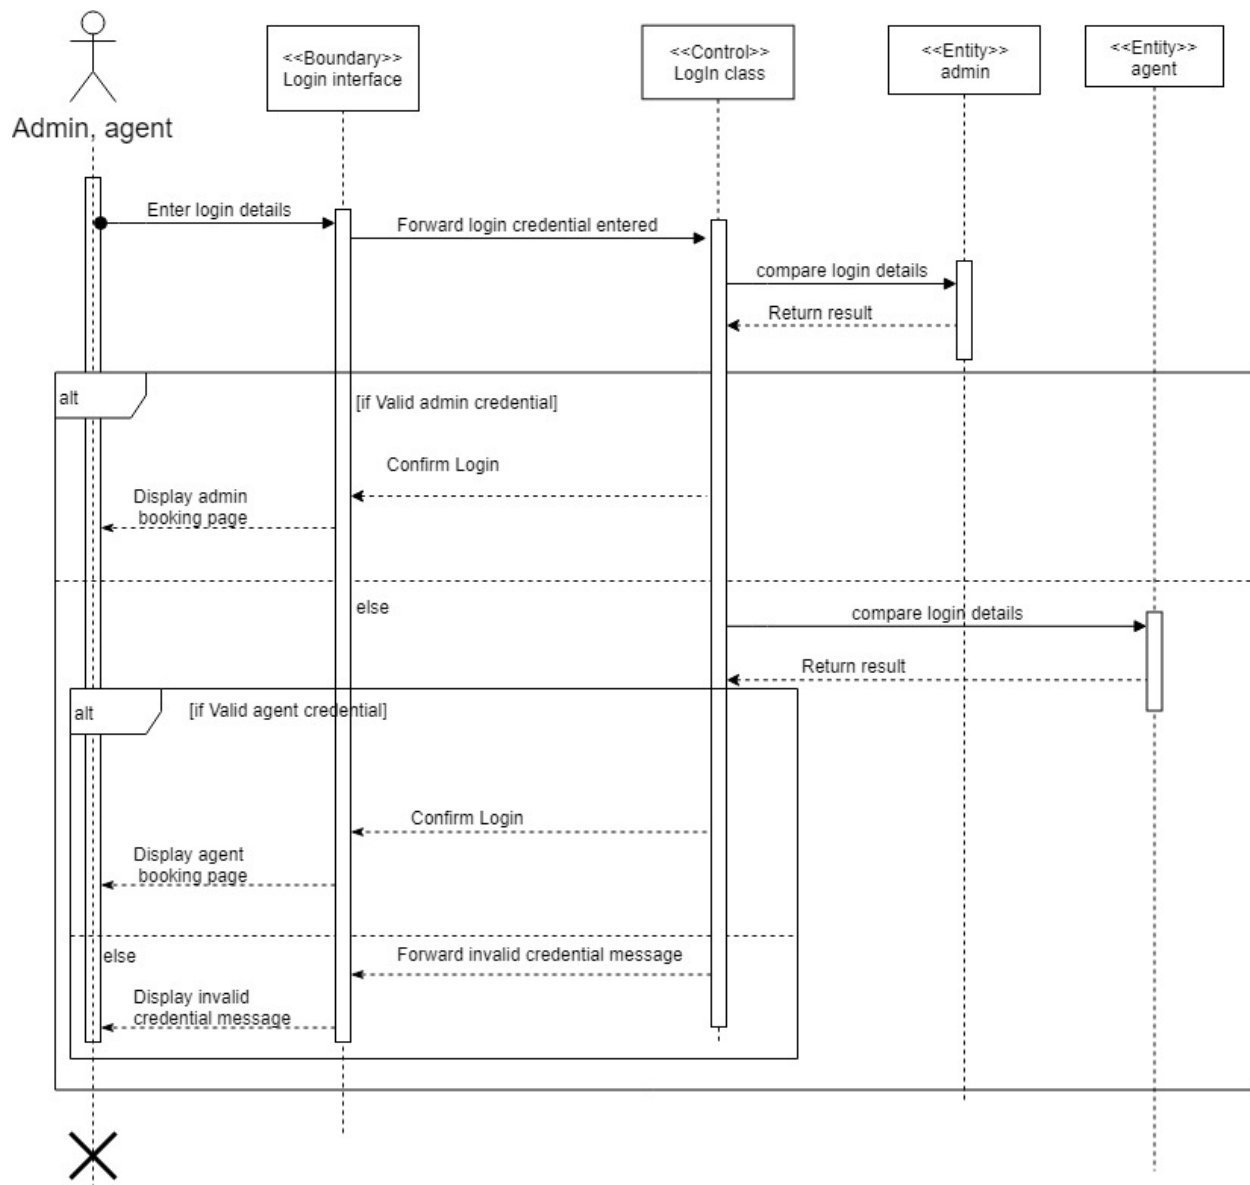 <<Boundary>>
Login interface
<<Control>>
LogIn class
<<Entity>>
admin
<<Entity>>
agent
Admin, agent
Enter login details
Forward login credential entered
compare login details
Return result
alt
[if Valid admin credential]
Confirm Login
Display admin
booking page
else
compare login details
Return result
alt
[if Valid agent credential]
Confirm Login
Display agent
booking page
else
Forward invalid credential message
Display invalid
credential message